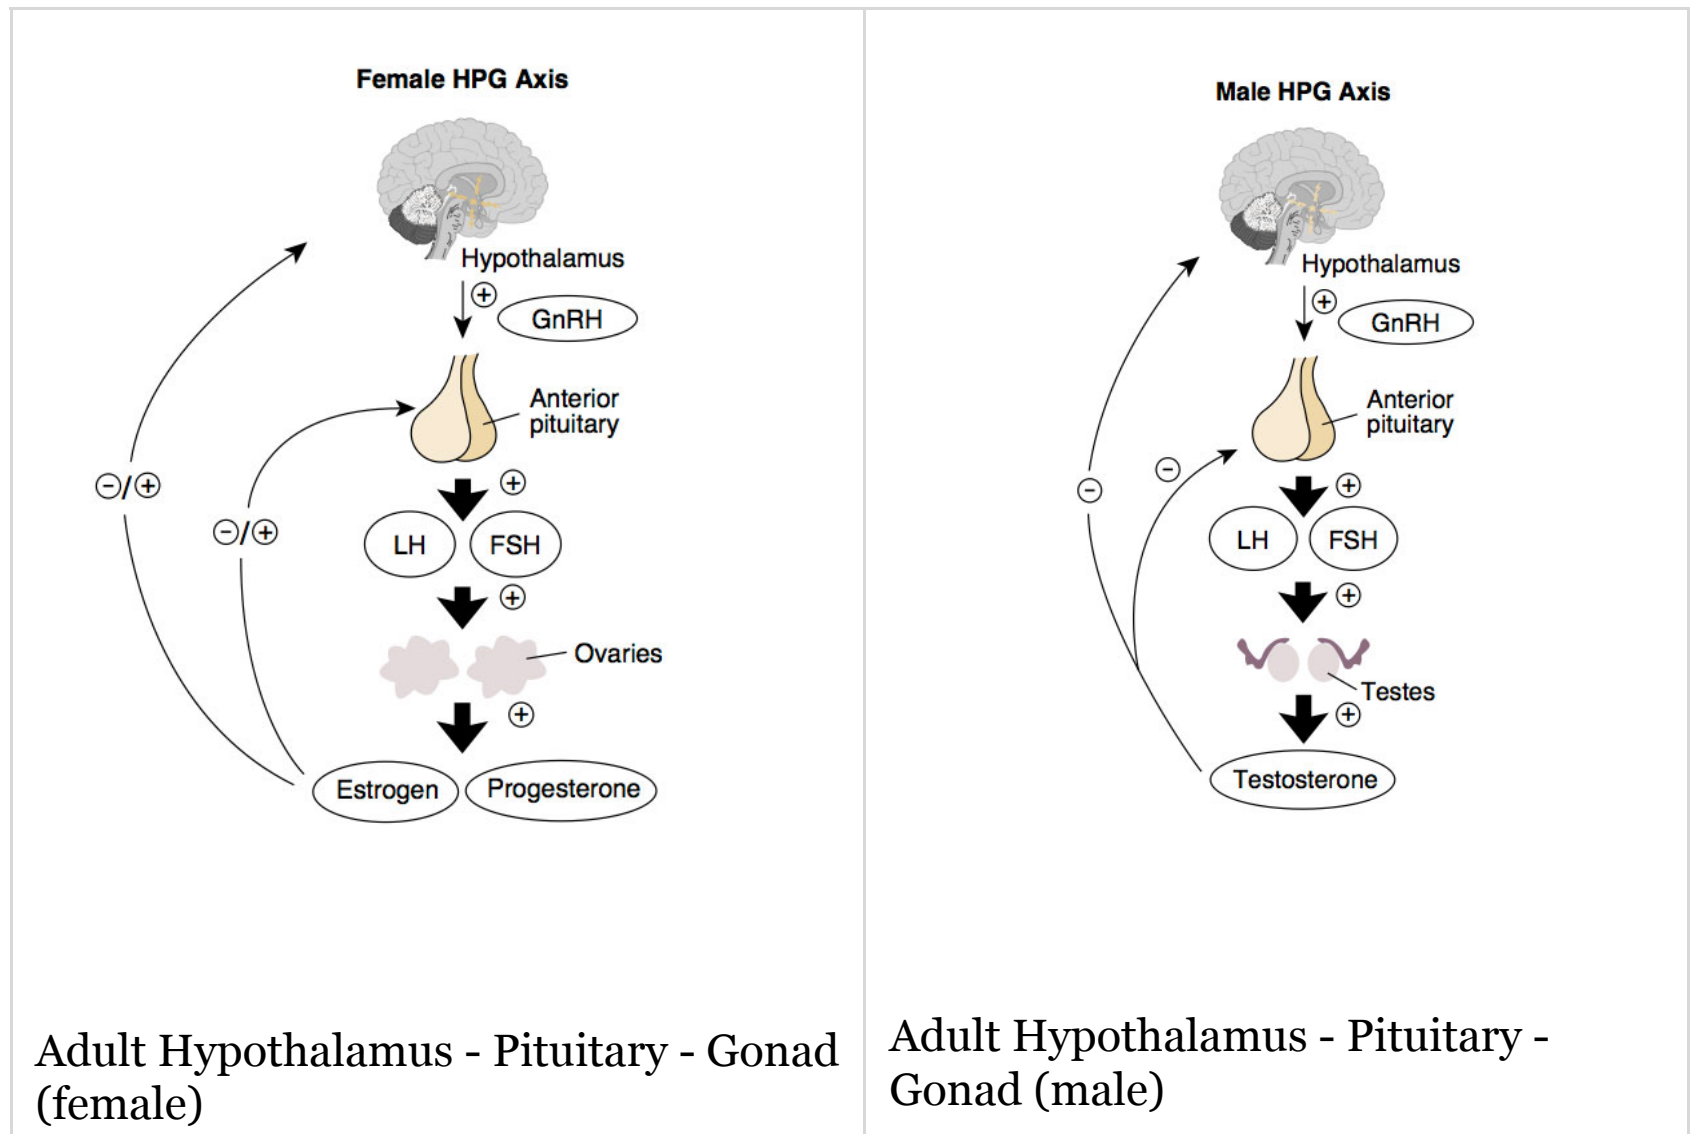 Female HPG Axis
Hypothalamus
+
GnRH
Anterior
pituitary
−/+
−/+
+
LH
FSH
+
Ovaries
+
Estrogen
Progesterone
Adult Hypothalamus - Pituitary - Gonad
(female)
Male HPG Axis
Hypothalamus
+
GnRH
Anterior
pituitary
−
−
+
LH
FSH
+
Testes
+
Testosterone
Adult Hypothalamus - Pituitary -
Gonad (male)